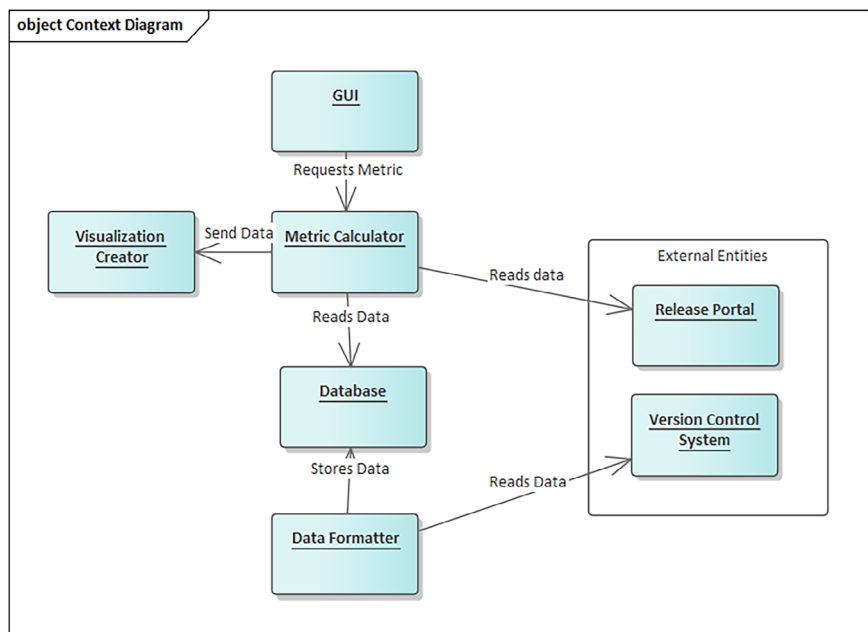 object Context Diagram
GUI
Requests Metric
Visualization
Creator
Send Data
Metric Calculator
External Entities
Reads data
Release Portal
Reads Data
Database
Version Control
System
Stores Data
Reads Data
Data Formatter